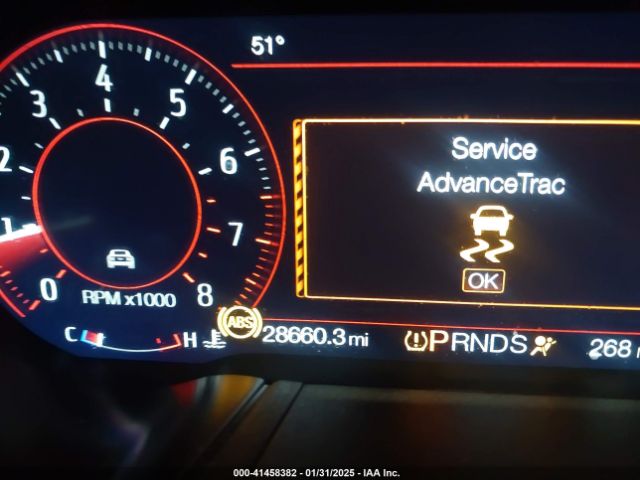 51°
0 1 2 3 4 5 6 7 8
RPM x1000
Service
AdvanceTrac
OK
C H ABS 28660.3 mi (!) PRNDS 268
000-41458382 - 01/31/2025 - IAA Inc.